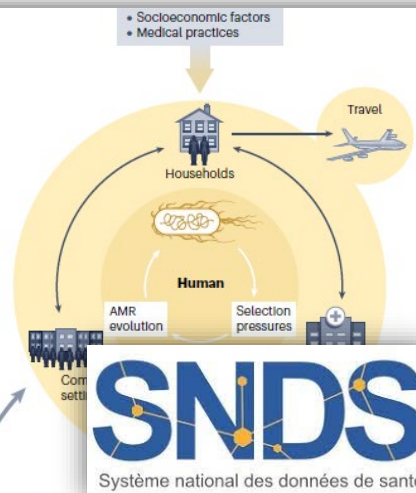 • Socioeconomic factors
• Medical practices
Travel
Households
Human
AMR
evolution
Selection
pressures
SNDS
Système national des données de santé